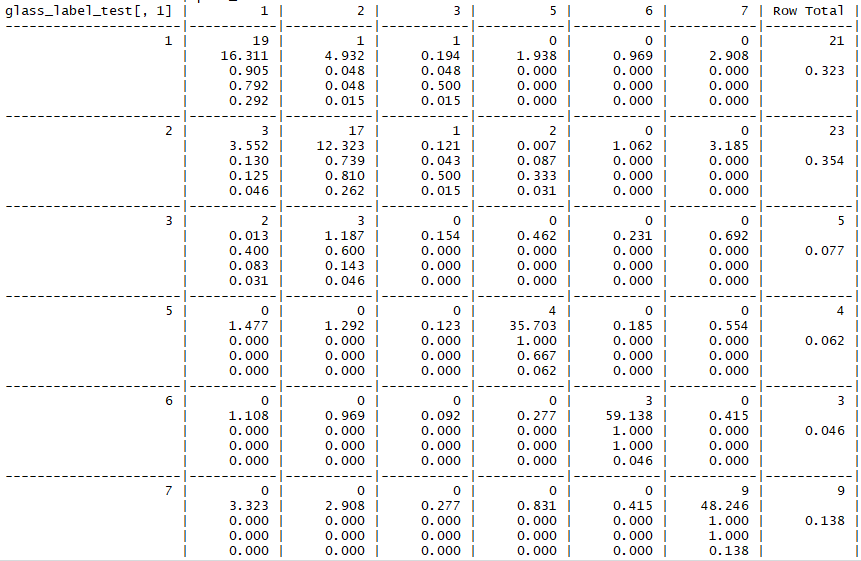 glass_label_test[, 1] | 1 | 2 | 3 | 5 | 6 | 7 | Row Total |
----------------------|-----------|-----------|-----------|-----------|-----------|-----------|-----------|
1 | 19 | 1 | 1 | 0 | 0 | 0 | 21 |
| 16.311 | 4.932 | 0.194 | 1.938 | 0.969 | 2.908 | |
| 0.905 | 0.048 | 0.048 | 0.000 | 0.000 | 0.000 | 0.323 |
| 0.792 | 0.048 | 0.500 | 0.000 | 0.000 | 0.000 | |
| 0.292 | 0.015 | 0.015 | 0.000 | 0.000 | 0.000 | |
----------------------|-----------|-----------|-----------|-----------|-----------|-----------|-----------|
2 | 3 | 17 | 1 | 2 | 0 | 0 | 23 |
| 3.552 | 12.323 | 0.121 | 0.007 | 1.062 | 3.185 | |
| 0.130 | 0.739 | 0.043 | 0.087 | 0.000 | 0.000 | 0.354 |
| 0.125 | 0.810 | 0.500 | 0.333 | 0.000 | 0.000 | |
| 0.046 | 0.262 | 0.015 | 0.031 | 0.000 | 0.000 | |
----------------------|-----------|-----------|-----------|-----------|-----------|-----------|-----------|
3 | 2 | 3 | 0 | 0 | 0 | 0 | 5 |
| 0.013 | 1.187 | 0.154 | 0.462 | 0.231 | 0.692 | |
| 0.400 | 0.600 | 0.000 | 0.000 | 0.000 | 0.000 | 0.077 |
| 0.083 | 0.143 | 0.000 | 0.000 | 0.000 | 0.000 | |
| 0.031 | 0.046 | 0.000 | 0.000 | 0.000 | 0.000 | |
----------------------|-----------|-----------|-----------|-----------|-----------|-----------|-----------|
5 | 0 | 0 | 0 | 4 | 0 | 0 | 4 |
| 1.477 | 1.292 | 0.123 | 35.703 | 0.185 | 0.554 | |
| 0.000 | 0.000 | 0.000 | 1.000 | 0.000 | 0.000 | 0.062 |
| 0.000 | 0.000 | 0.000 | 0.667 | 0.000 | 0.000 | |
| 0.000 | 0.000 | 0.000 | 0.062 | 0.000 | 0.000 | |
----------------------|-----------|-----------|-----------|-----------|-----------|-----------|-----------|
6 | 0 | 0 | 0 | 0 | 3 | 0 | 3 |
| 1.108 | 0.969 | 0.092 | 0.277 | 59.138 | 0.415 | |
| 0.000 | 0.000 | 0.000 | 0.000 | 1.000 | 0.000 | 0.046 |
| 0.000 | 0.000 | 0.000 | 0.000 | 1.000 | 0.000 | |
| 0.000 | 0.000 | 0.000 | 0.000 | 0.046 | 0.000 | |
----------------------|-----------|-----------|-----------|-----------|-----------|-----------|-----------|
7 | 0 | 0 | 0 | 0 | 0 | 9 | 9 |
| 3.323 | 2.908 | 0.277 | 0.831 | 0.415 | 48.246 | |
| 0.000 | 0.000 | 0.000 | 0.000 | 0.000 | 1.000 | 0.138 |
| 0.000 | 0.000 | 0.000 | 0.000 | 0.000 | 1.000 | |
| 0.000 | 0.000 | 0.000 | 0.000 | 0.000 | 0.138 | |